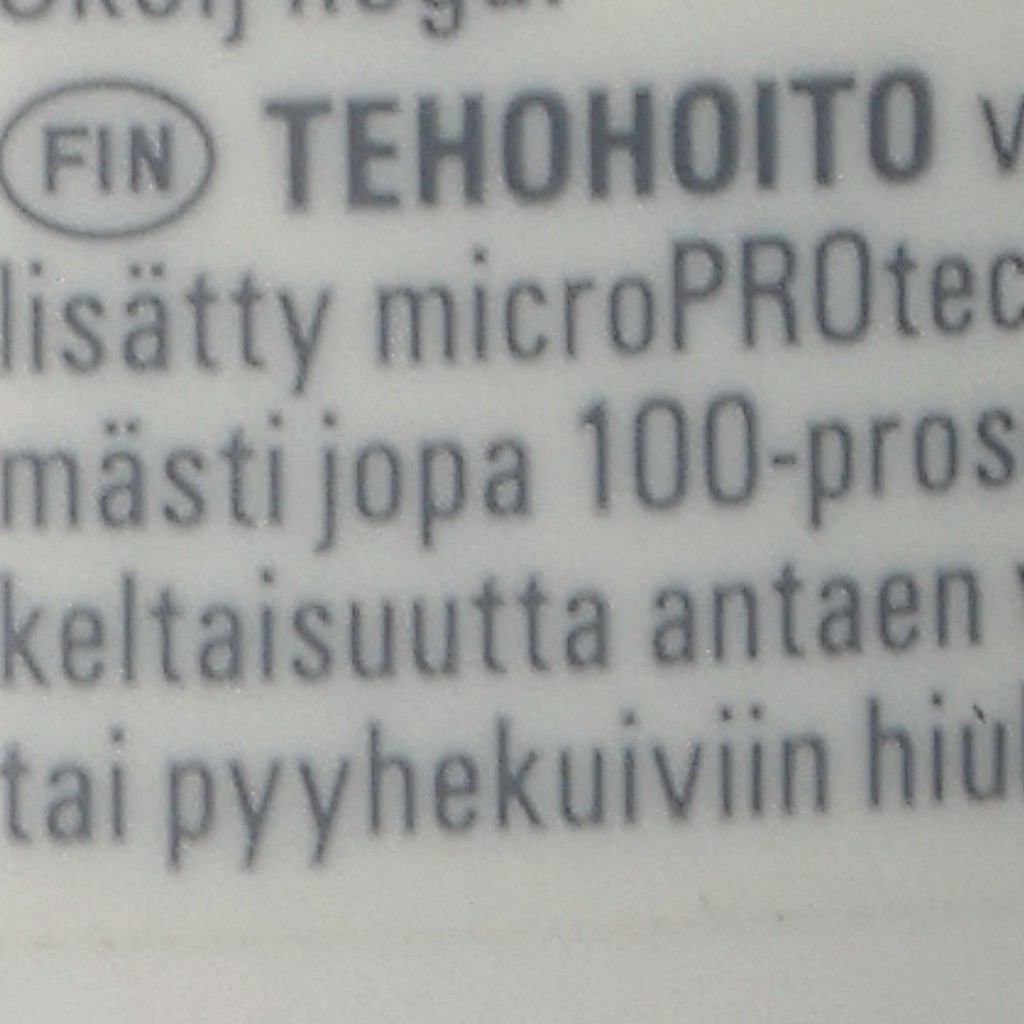 FIN TEHOHOITO
lisätty microPROtec
mästi jopa 100-pros
keltaisuutta antaen
tai pyyhekuiviin